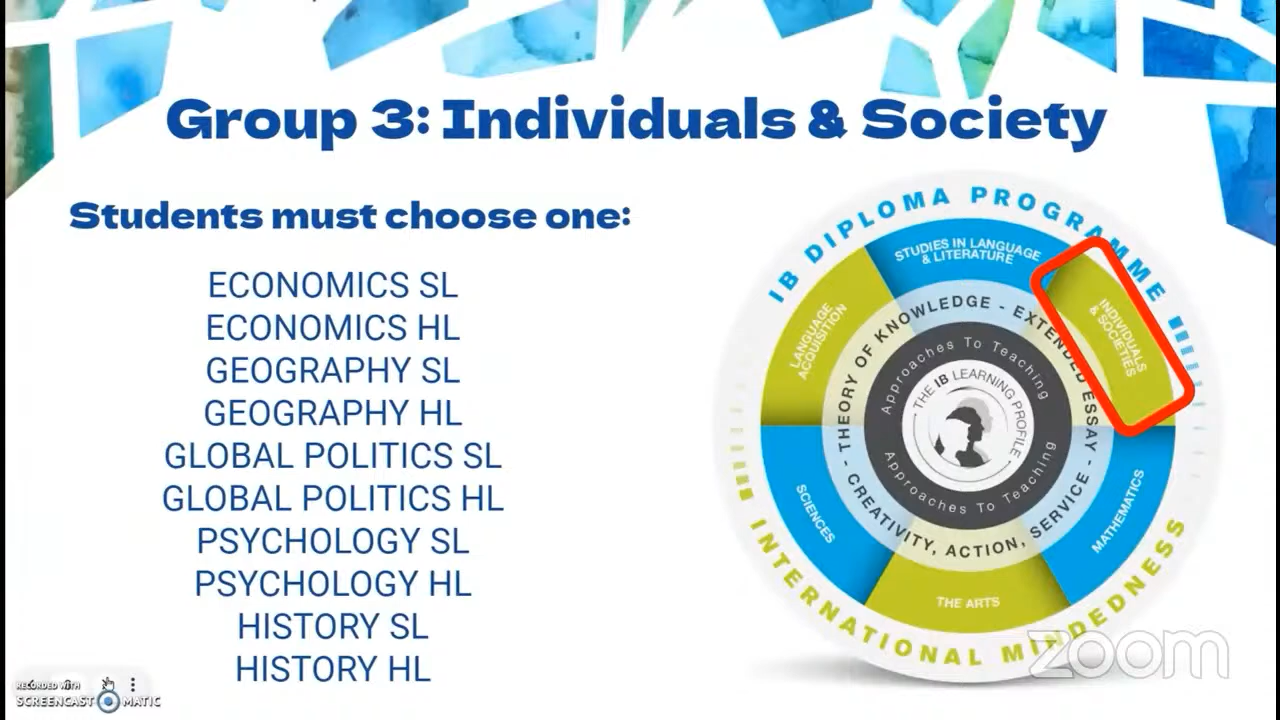 Group 3: Individuals & Society
Students must choose one:
ECONOMICS SL
ECONOMICS HL
GEOGRAPHY SL
GEOGRAPHY HL
GLOBAL POLITICS SL
GLOBAL POLITICS HL
PSYCHOLOGY SL
PSYCHOLOGY HL
HISTORY SL
HISTORY HL
IB DIPLOMA PROGRAMME
STUDIES IN LANGUAGE
& LITERATURE
INDIVIDUALS
& SOCIETIES
LANGUAGE
ACQUISITION
- THEORY OF KNOWLEDGE - EXTENDED ESSAY -
Approaches To Teaching
THE IB LEARNING PROFILE
Approaches To Teaching
CREATIVITY, ACTION, SERVICE
SCIENCES
MATHEMATICS
THE ARTS
INTERNATIONAL MINDEDNESS
zoom
RECORDED WITH
SCREENCAST MATIC